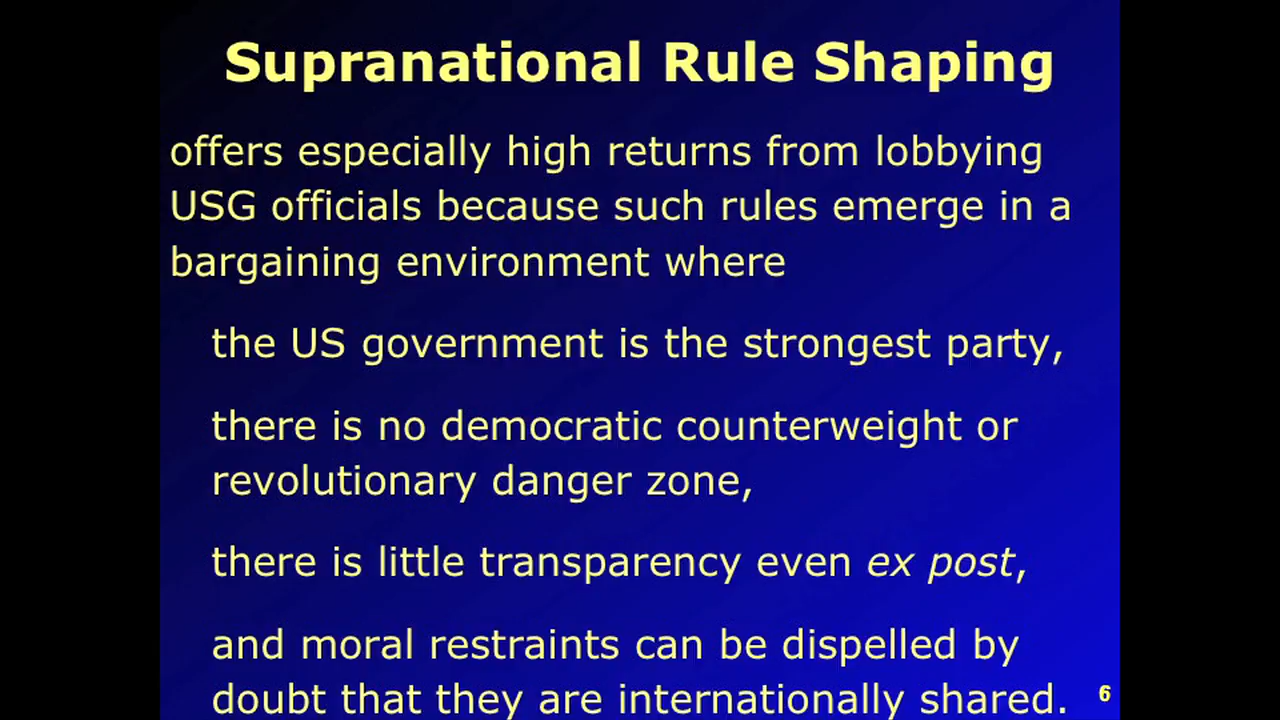 Supranational Rule Shaping
offers especially high returns from lobbying
USG officials because such rules emerge in a
bargaining environment where
the US government is the strongest party,
there is no democratic counterweight or
revolutionary danger zone,
there is little transparency even ex post,
and moral restraints can be dispelled by
doubt that they are internationally shared.
6